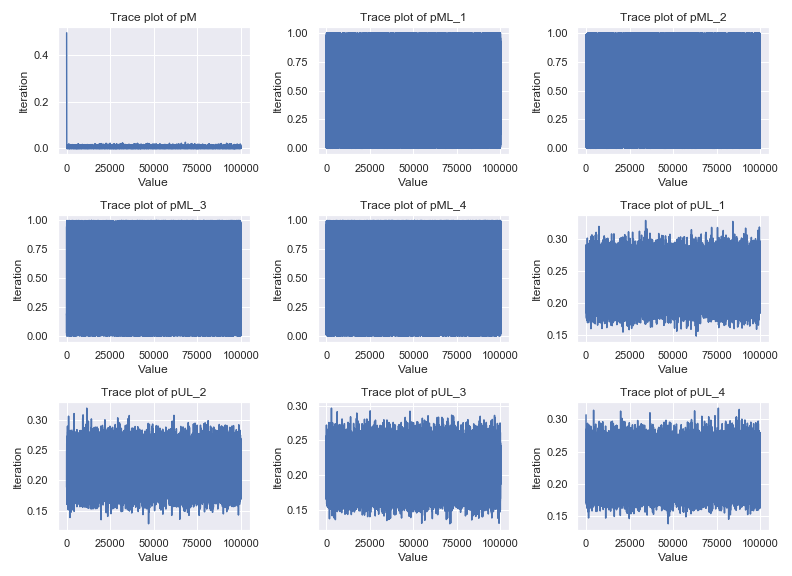 Trace plot of pM
Trace plot of pML_1
Trace plot of pML_2
Iteration
0.4
0.2
0.0
0 25000 50000 75000 100000
Value
Iteration
1.00
0.75
0.50
0.25
0.00
0 25000 50000 75000 100000
Value
Iteration
1.00
0.75
0.50
0.25
0.00
0 25000 50000 75000 100000
Value
Trace plot of pML_3
Trace plot of pML_4
Trace plot of pUL_1
Iteration
1.00
0.75
0.50
0.25
0.00
0 25000 50000 75000 100000
Value
Iteration
1.00
0.75
0.50
0.25
0.00
0 25000 50000 75000 100000
Value
Iteration
0.30
0.25
0.20
0.15
0 25000 50000 75000 100000
Value
Trace plot of pUL_2
Trace plot of pUL_3
Trace plot of pUL_4
Iteration
0.30
0.25
0.20
0.15
0 25000 50000 75000 100000
Value
Iteration
0.30
0.25
0.20
0.15
0 25000 50000 75000 100000
Value
Iteration
0.30
0.25
0.20
0.15
0 25000 50000 75000 100000
Value